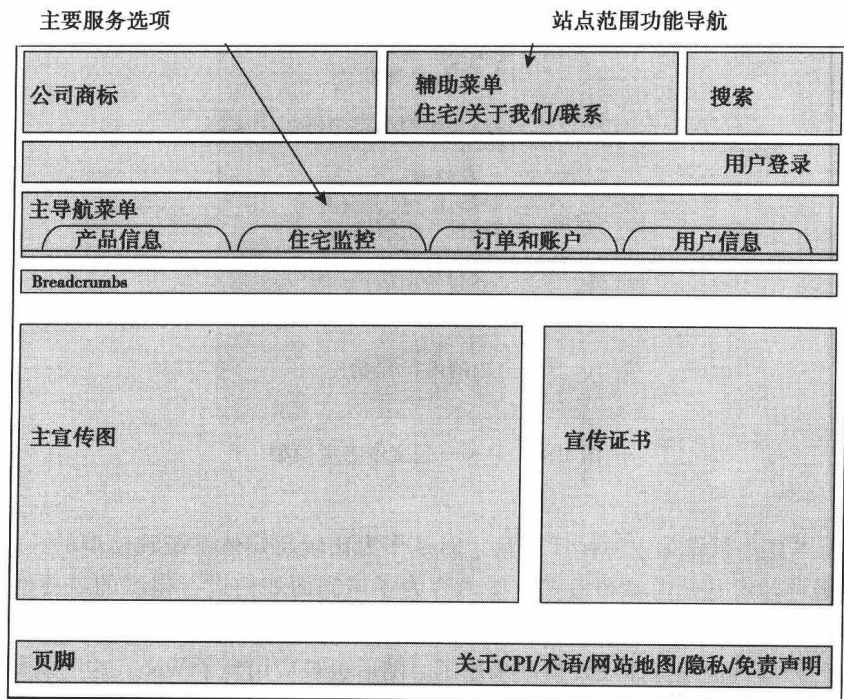 主要服务选项 站点范围功能导航
公司商标
辅助菜单
住宅/关于我们/联系
搜索
用户登录
主导航菜单
产品信息 住宅监控 订单和账户 用户信息
Breadcrumbs
主宣传图 宣传证书
页脚 关于CPI/术语/网站地图/隐私/免责声明